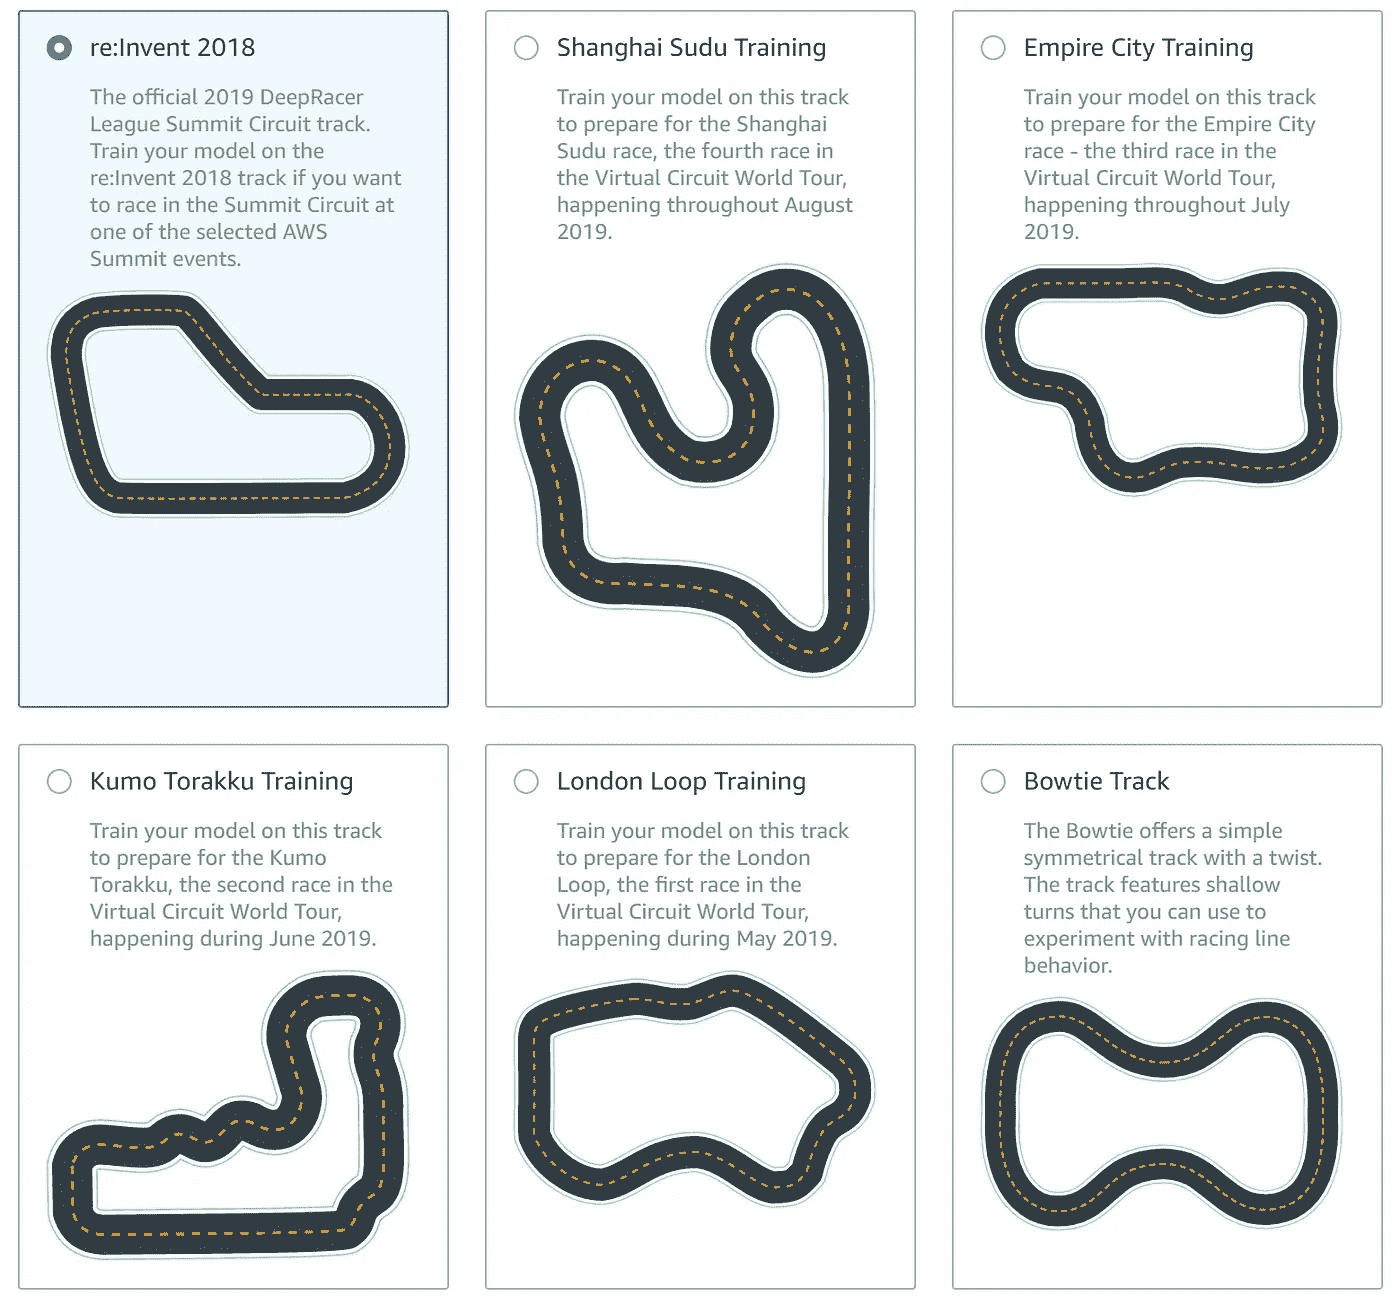 re:Invent 2018
The official 2019 DeepRacer
League Summit Circuit track.
Train your model on the
re:Invent 2018 track if you want
to race in the Summit Circuit at
one of the selected AWS
Summit events.
Shanghai Sudu Training
Train your model on this track
to prepare for the Shanghai
Sudu race, the fourth race in
the Virtual Circuit World Tour,
happening throughout August
2019.
Empire City Training
Train your model on this track
to prepare for the Empire City
race - the third race in the
Virtual Circuit World Tour,
happening throughout July
2019.
Kumo Torakku Training
Train your model on this track
to prepare for the Kumo
Torakku, the second race in the
Virtual Circuit World Tour,
happening during June 2019.
London Loop Training
Train your model on this track
to prepare for the London
Loop, the first race in the
Virtual Circuit World Tour,
happening during May 2019.
Bowtie Track
The Bowtie offers a simple
symmetrical track with a twist.
The track features shallow
turns that you can use to
experiment with racing line
behavior.